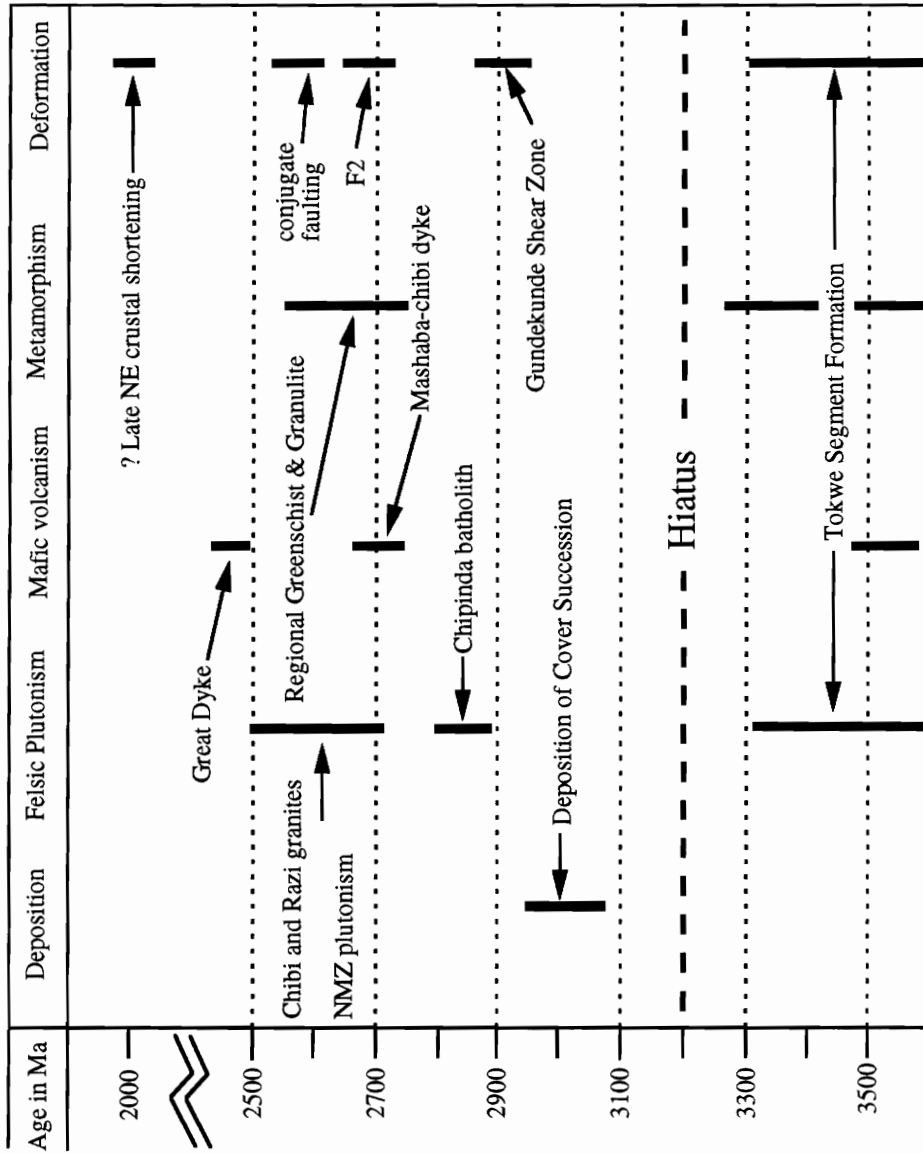 Age in Ma
Deposition
Felsic Plutonism
Mafic volcanism
Metamorphism
Deformation
2000
2500
2700
2900
3100
3300
3500
? Late NE crustal shortening
Great Dyke
conjugate
faulting
Chibi and Razi granites
NMZ plutonism
Regional Greenschist & Granulite
F2
Mashaba-chibi dyke
Chipinda batholith
Gundekunde Shear Zone
Deposition of Cover Succession
Hiatus
Tokwe Segment Formation